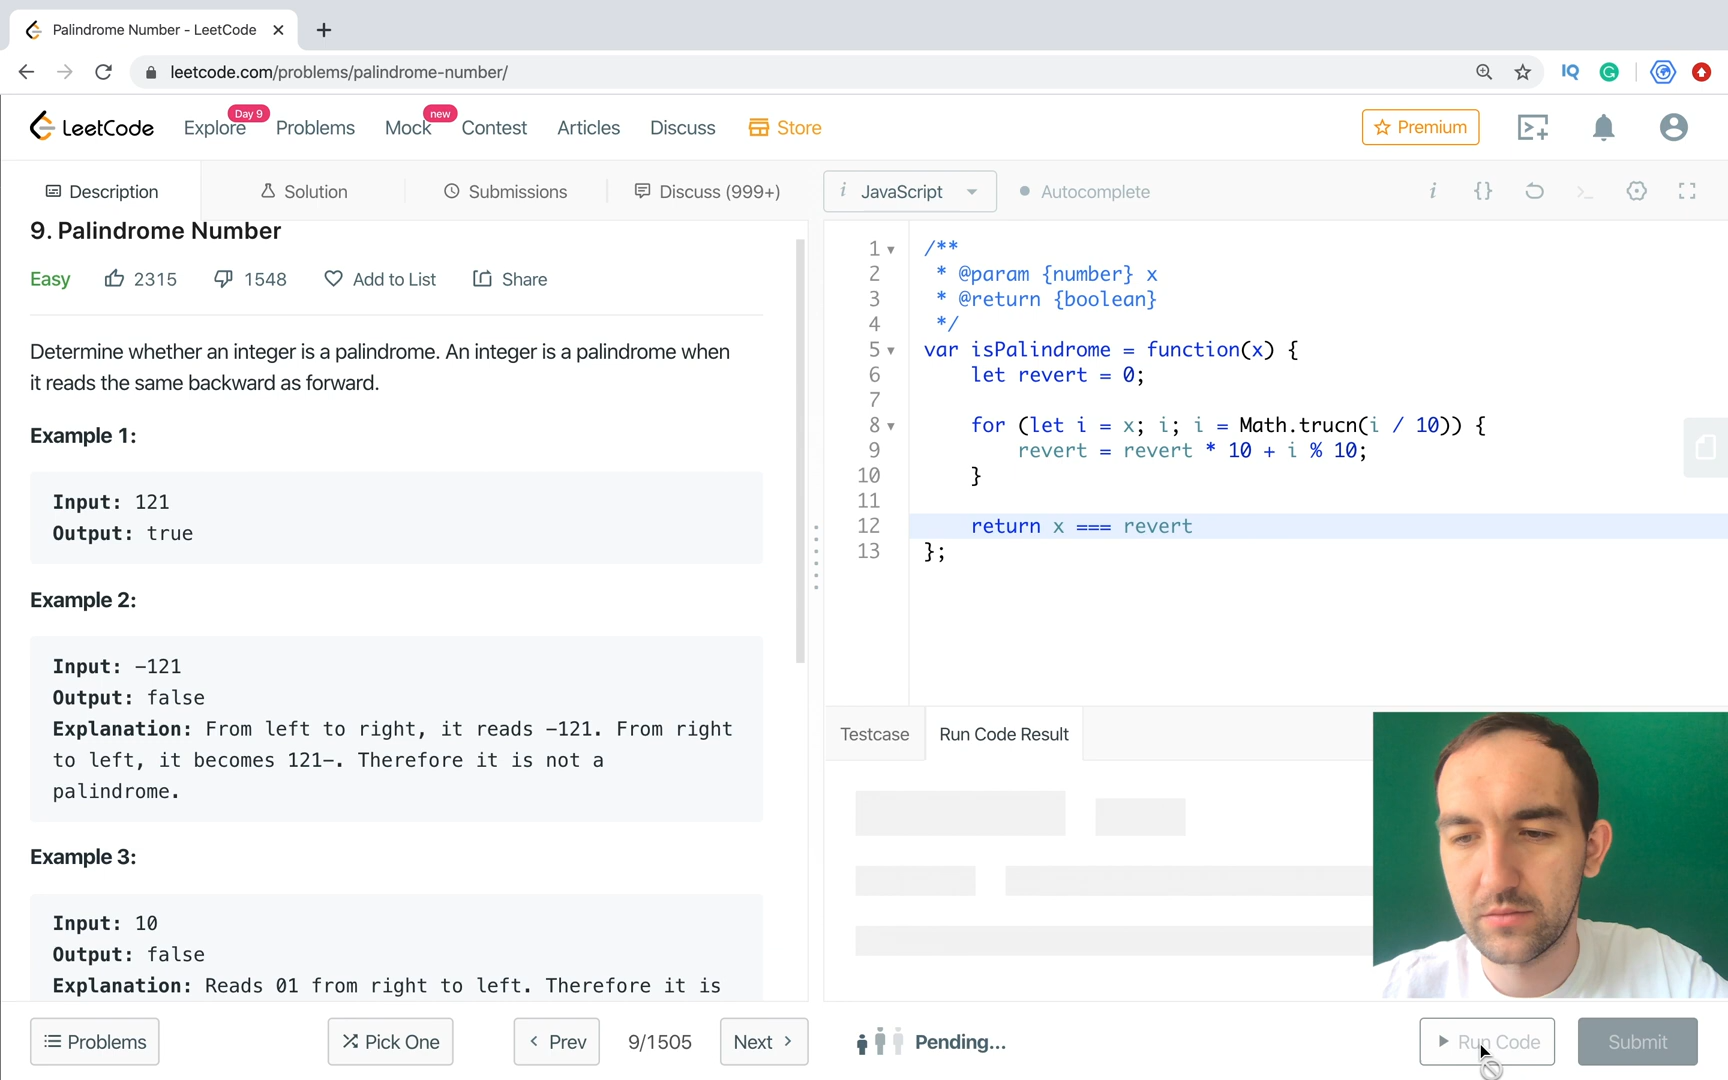 Palindrome Number - LeetCode
leetcode.com/problems/palindrome-number/
IQ
LeetCode Explore Day 9 Problems Mock new Contest Articles Discuss Store Premium
Description Solution Submissions Discuss (999+)
9. Palindrome Number
Easy 2315 1548 Add to List Share
Determine whether an integer is a palindrome. An integer is a palindrome when
it reads the same backward as forward.
Example 1:
Input: 121
Output: true
Example 2:
Input: -121
Output: false
Explanation: From left to right, it reads -121. From right
to left, it becomes 121-. Therefore it is not a
palindrome.
Example 3:
Input: 10
Output: false
Explanation: Reads 01 from right to left. Therefore it is
Problems Pick One Prev 9/1505 Next
i JavaScript Autocomplete i {}
1 /**
2 * @param {number} x
3 * @return {boolean}
4 */
5 var isPalindrome = function(x) {
6 let revert = 0;
7
8 for (let i = x; i; i = Math.trucn(i / 10)) {
9 revert = revert * 10 + i % 10;
10 }
11
12 return x === revert
13 };
Testcase Run Code Result
Pending... Run Code Submit